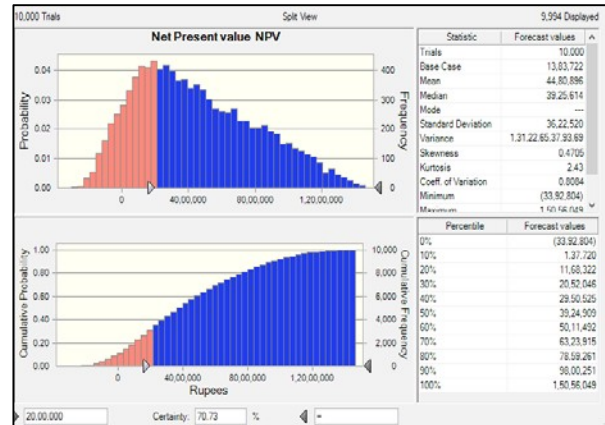 10,000 Trials Split View 9,994 Displayed
Net Present value NPV
Probability
0.04
0.03
0.02
0.01
0.00
Frequency
400
300
200
100
0
0 40,00,000 80,00,000 1,20,00,000
Statistic Forecast values
Trials 10,000
Base Case 13,83,722
Mean 44,80,896
Median 39,25,614
Mode ---
Standard Deviation 36,22,520
Variance 1,31,22,65,37,93,69
Skewness 0.4705
Kurtosis 2.43
Coeff. of Variation 0.8084
Minimum (33,92,804)
Maximum 1,50,56,049
Cumulative Probability
1.00
0.80
0.60
0.40
0.20
0.00
Cumulative Frequency
10,000
8,000
6,000
4,000
2,000
0
0 40,00,000 80,00,000 1,20,00,000
Rupees
Percentile Forecast values
0% (33,92,804)
10% 1,37,720
20% 11,68,322
30% 20,52,046
40% 29,50,525
50% 39,24,909
60% 50,11,492
70% 63,23,915
80% 78,59,261
90% 98,00,251
100% 1,50,56,049
20,00,000 Certainty: 70.73 %